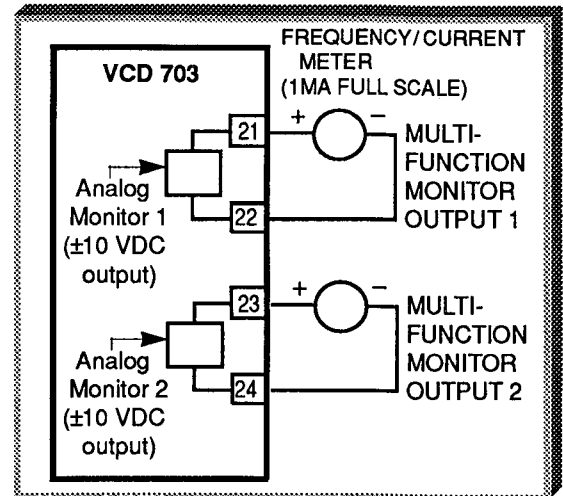 FREQUENCY/CURRENT
METER
(1MA FULL SCALE)
VCD 703
21
+
–
MULTI-
FUNCTION
MONITOR
OUTPUT 1
Analog
Monitor 1
(±10 VDC
output)
22
23
+
–
MULTI-
FUNCTION
MONITOR
OUTPUT 2
Analog
Monitor 2
(±10 VDC
output)
24